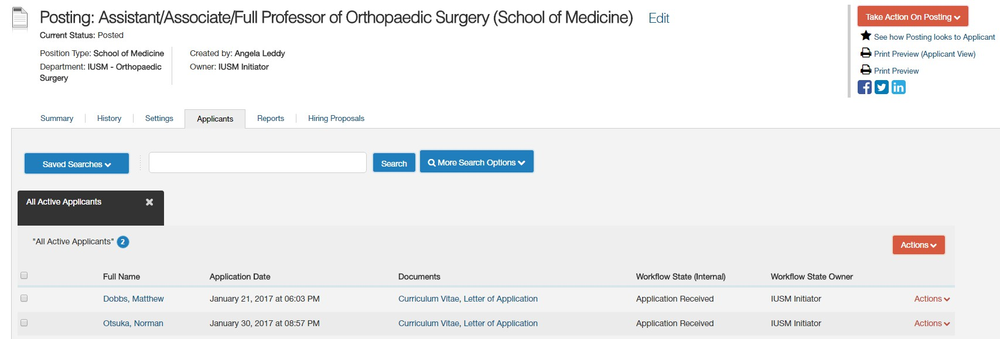 Posting: Assistant/Associate/Full Professor of Orthopaedic Surgery (School of Medicine) Edit
Current Status: Posted
Position Type: School of Medicine
Department: IUSM - Orthopaedic
Surgery
Created by: Angela Leddy
Owner: IUSM Initiator
Take Action On Posting
See how Posting looks to Applicant
Print Preview (Applicant View)
Print Preview
Summary History Settings Applicants Reports Hiring Proposals
Saved Searches Search More Search Options
All Active Applicants
"All Active Applicants" 2 Actions
Full Name Application Date Documents Workflow State (Internal) Workflow State Owner
Dobbs, Matthew January 21, 2017 at 06:03 PM Curriculum Vitae, Letter of Application Application Received IUSM Initiator Actions
Otsuka, Norman January 30, 2017 at 08:57 PM Curriculum Vitae, Letter of Application Application Received IUSM Initiator Actions